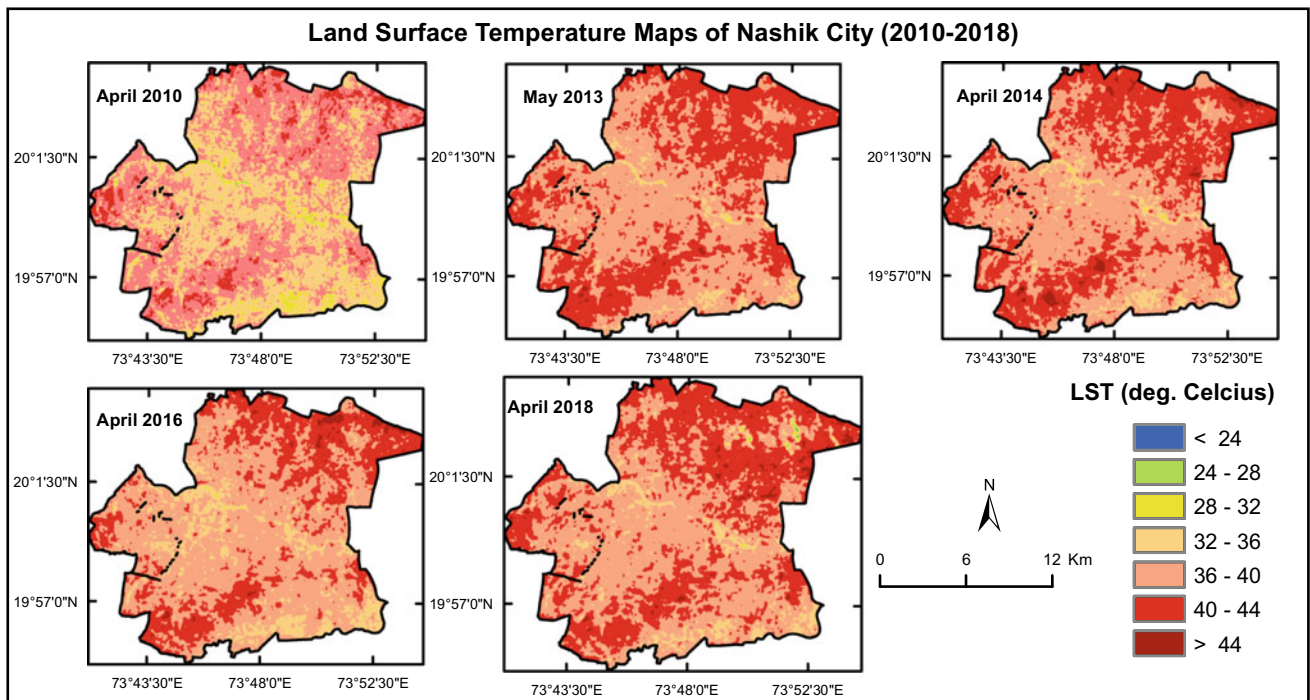 Land Surface Temperature Maps of Nashik City (2010-2018)
April 2010
20°1'30"N
19°57'0"N
73°43'30"E 73°48'0"E 73°52'30"E
May 2013
20°1'30"N
19°57'0"N
73°43'30"E 73°48'0"E 73°52'30"E
April 2014
20°1'30"N
19°57'0"N
73°43'30"E 73°48'0"E 73°52'30"E
April 2016
20°1'30"N
19°57'0"N
73°43'30"E 73°48'0"E 73°52'30"E
April 2018
20°1'30"N
19°57'0"N
73°43'30"E 73°48'0"E 73°52'30"E
N
0 6 12 Km
LST (deg. Celcius)
< 24
24 - 28
28 - 32
32 - 36
36 - 40
40 - 44
> 44